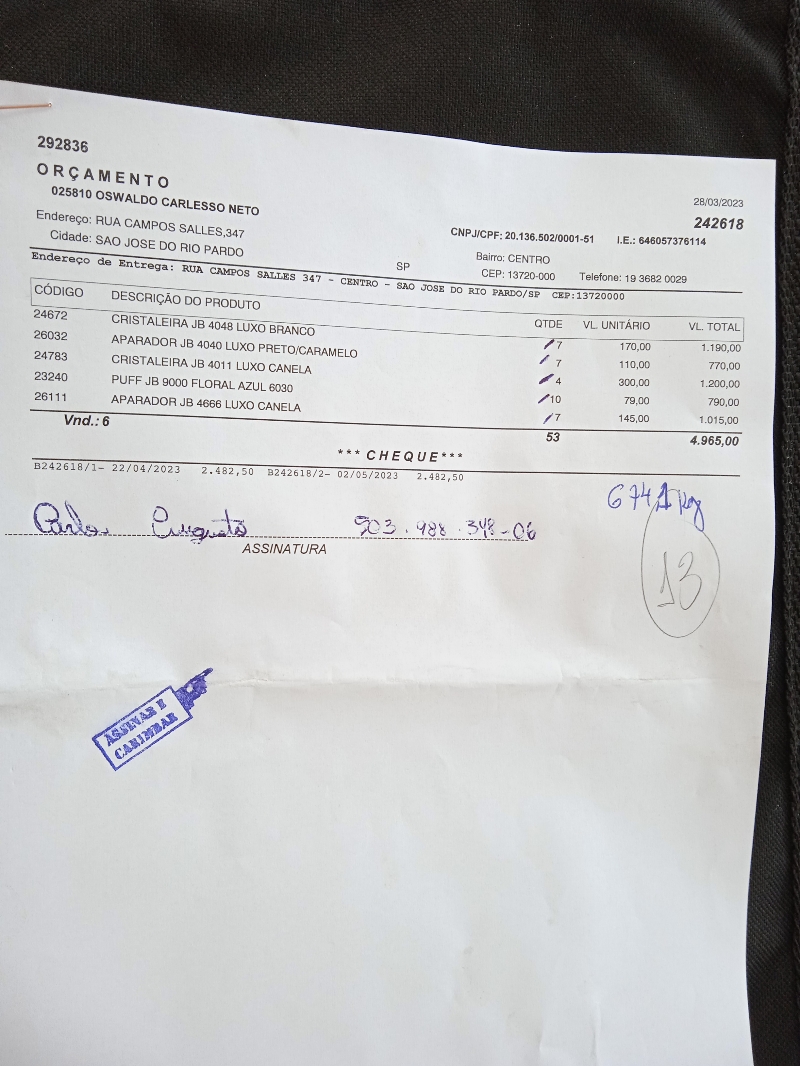 292836
ORÇAMENTO
28/03/2023
025810 OSWALDO CARLESSO NETO
242618
Endereço: RUA CAMPOS SALLES,347
CNPJ/CPF: 20.136.502/0001-51 I.E.: 646057376114
Cidade: SAO JOSE DO RIO PARDO SP Bairro: CENTRO
CEP: 13720-000 Telefone: 19 3682 0029
Endereço de Entrega: RUA CAMPOS SALLES 347 - CENTRO - SAO JOSE DO RIO PARDO/SP CEP:13720000
CÓDIGO DESCRIÇÃO DO PRODUTO QTDE VL. UNITÁRIO VL. TOTAL
24672 CRISTALEIRA JB 4048 LUXO BRANCO 7 170,00 1.190,00
26032 APARADOR JB 4040 LUXO PRETO/CARAMELO 7 110,00 770,00
24783 CRISTALEIRA JB 4011 LUXO CANELA 4 300,00 1.200,00
23240 PUFF JB 9000 FLORAL AZUL 6030 10 79,00 790,00
26111 APARADOR JB 4666 LUXO CANELA 7 145,00 1.015,00
Vnd.: 6 53 4.965,00
*** CHEQUE***
B242618/1- 22/04/2023 2.482,50 B242618/2- 02/05/2023 2.482,50
674,1 kg
Carlos Augusto 503.988.348-06
ASSINATURA
13
ASSINAR E
CARIMBAR